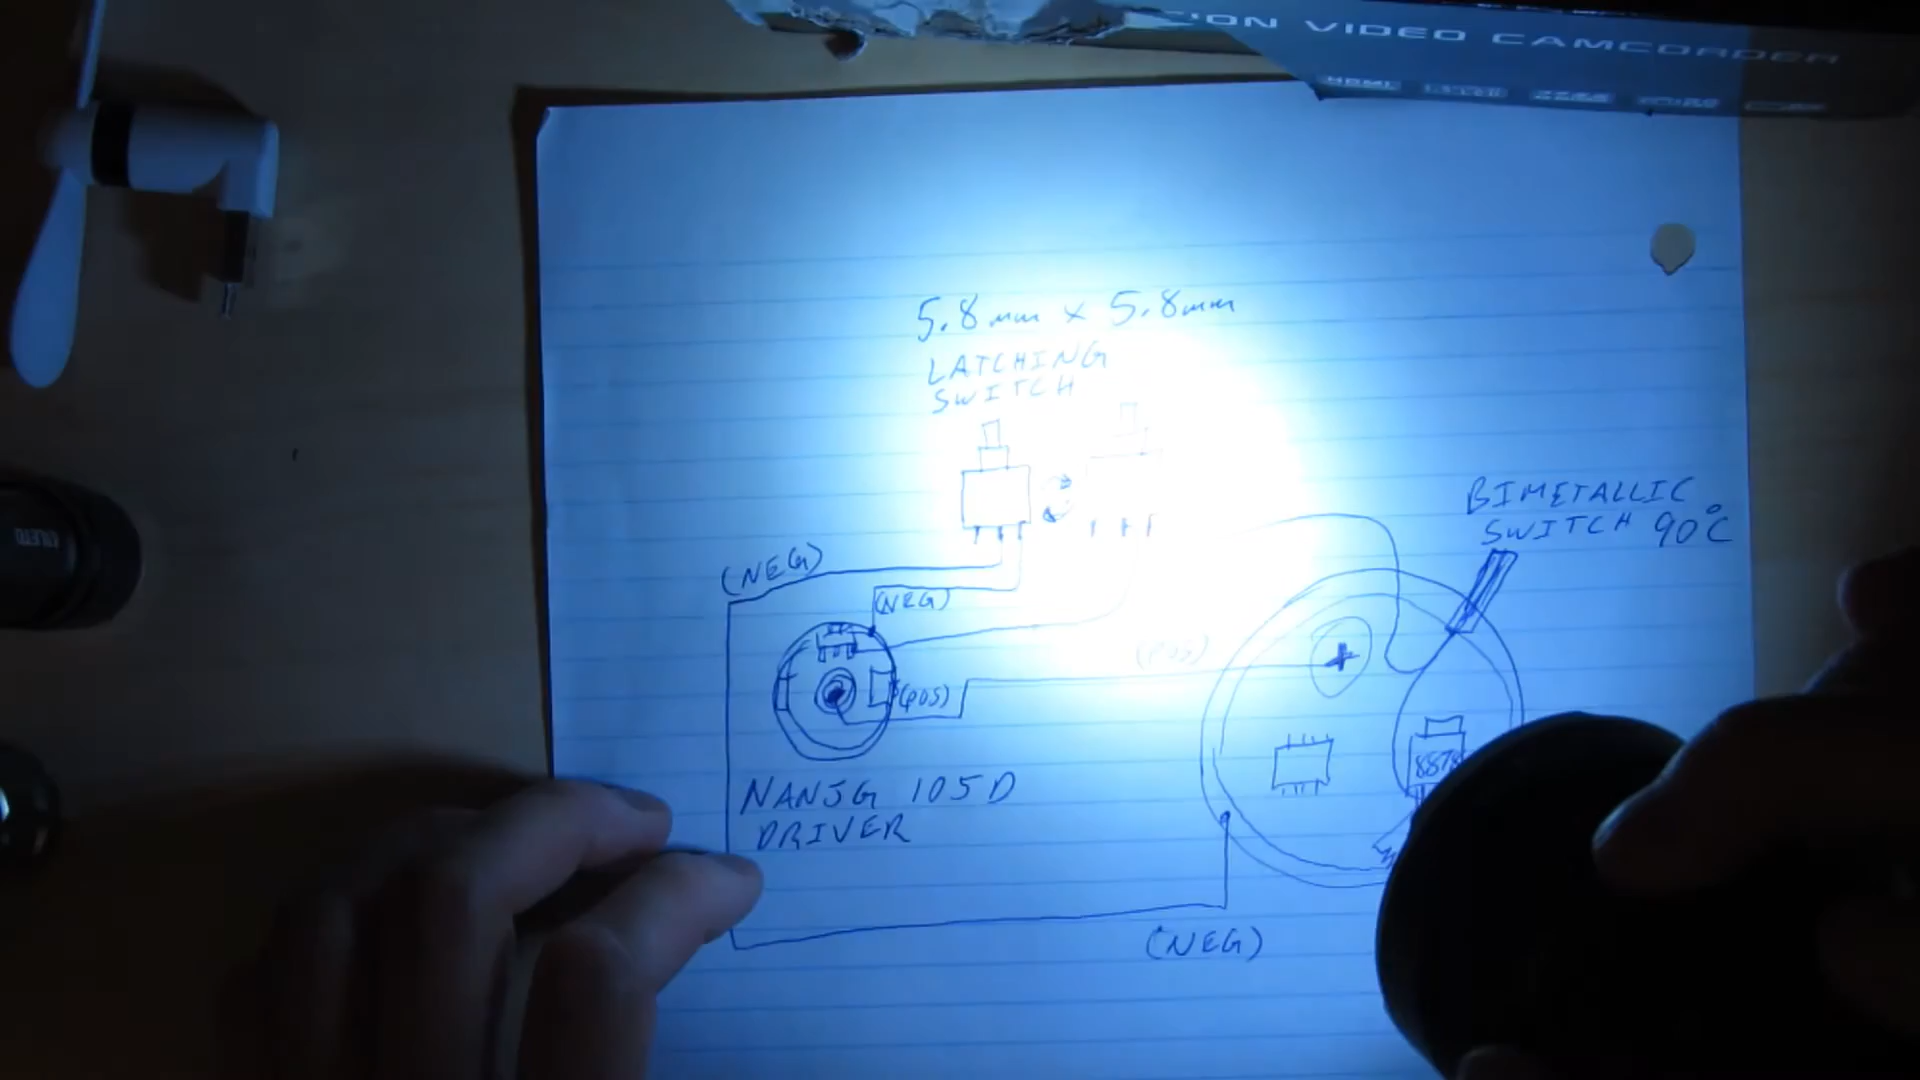 VIDEO CAMCORDER
HDMI
5.8mm x 5.8mm
LATCHING
SWITCH
BIMETALLIC
SWITCH 90°C
(NEG)
(NEG)
(POS)
(POS)
+
8878
NANJG 105D
DRIVER
(NEG)